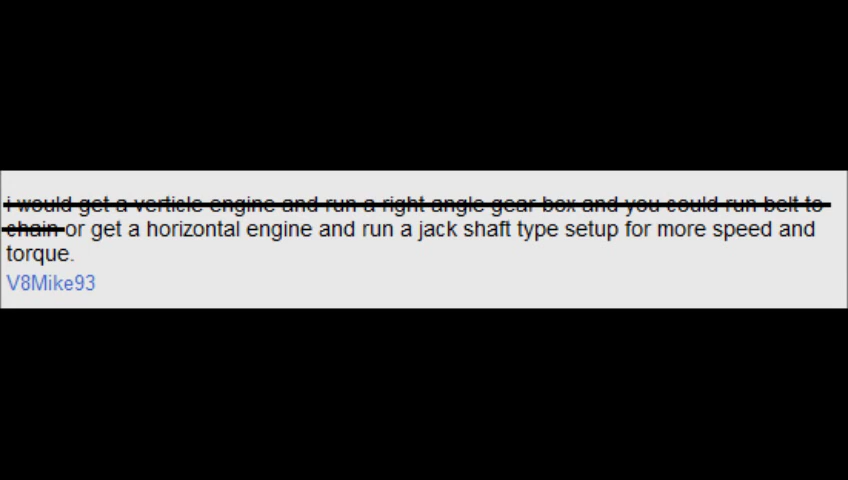 i would get a verticle engine and run a right angle gear box and you could run belt to
chain or get a horizontal engine and run a jack shaft type setup for more speed and
torque.
V8Mike93